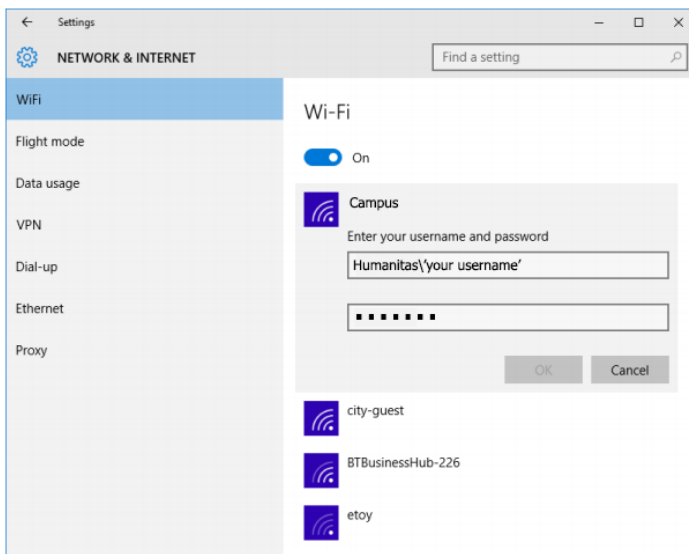 Settings
NETWORK & INTERNET
Find a setting
WiFi
Flight mode
Data usage
VPN
Dial-up
Ethernet
Proxy
Wi-Fi
On
Campus
Enter your username and password
Humanitas\‘your username’
OK
Cancel
city-guest
BTBusinessHub-226
etoy